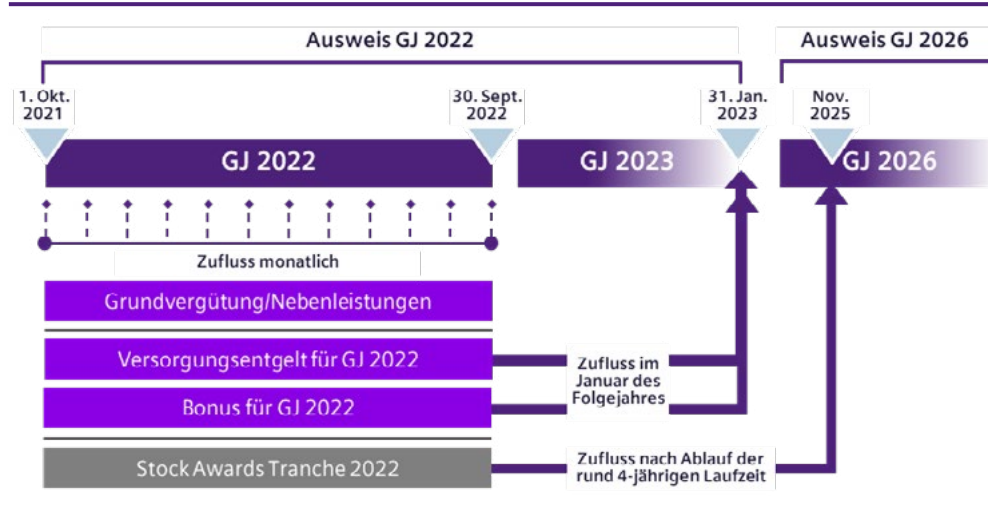 Ausweis GJ 2022
Ausweis GJ 2026
1. Okt.
2021
30. Sept.
2022
31. Jan.
2023
Nov.
2025
GJ 2022
GJ 2023
GJ 2026
Zufluss monatlich
Grundvergütung/Nebenleistungen
Versorgungsentgelt für GJ 2022
Zufluss im
Januar des
Folgejahres
Bonus für GJ 2022
Stock Awards Tranche 2022
Zufluss nach Ablauf der
rund 4-jährigen Laufzeit